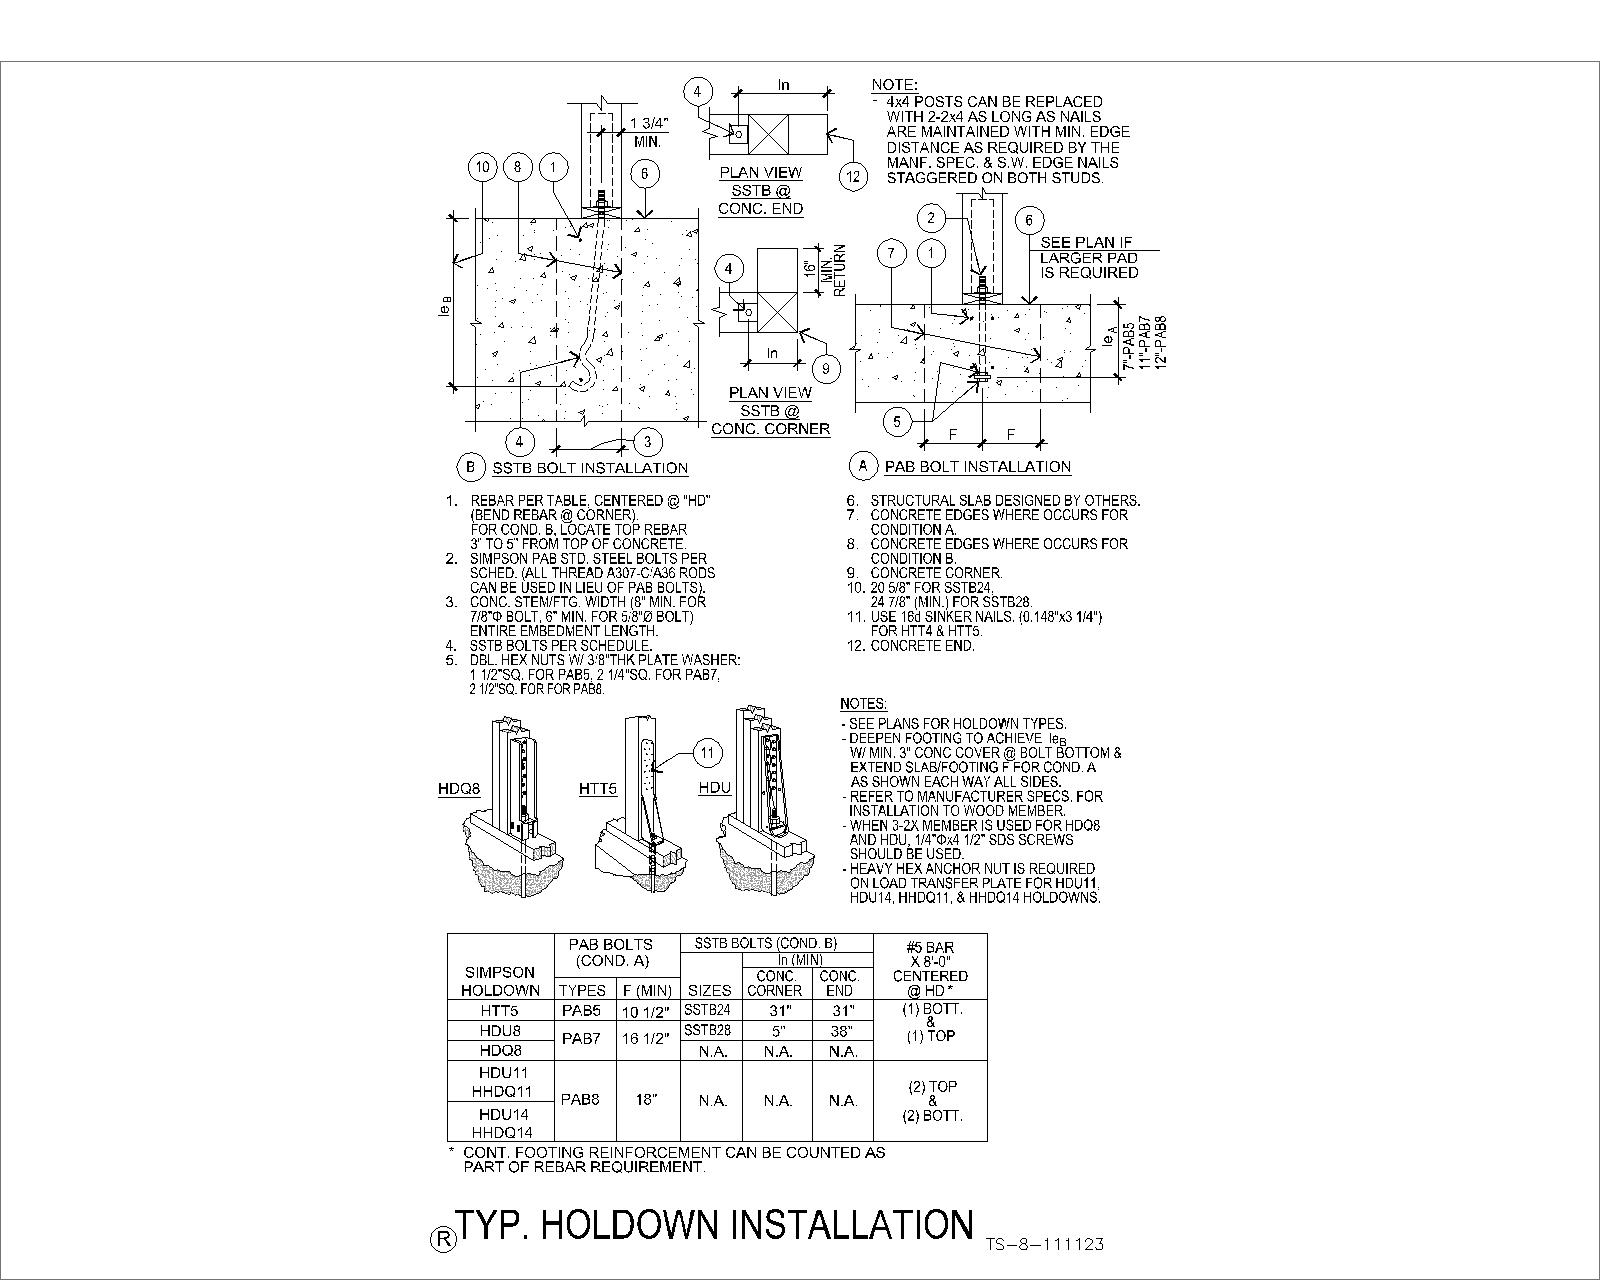 4
ln
1 3/4"
MIN.
10
8
1
6
12
PLAN VIEW
SSTB @
CONC. END
NOTE:
- 4x4 POSTS CAN BE REPLACED
WITH 2-2x4 AS LONG AS NAILS
ARE MAINTAINED WITH MIN. EDGE
DISTANCE AS REQUIRED BY THE
MANF. SPEC. & S.W. EDGE NAILS
STAGGERED ON BOTH STUDS.
le B
4
16"
MIN.
RETURN
ln
9
PLAN VIEW
SSTB @
CONC. CORNER
2
6
7
1
SEE PLAN IF
LARGER PAD
IS REQUIRED
le A
7"-PAB5
11"-PAB7
12"-PAB8
5
F
F
4
3
B SSTB BOLT INSTALLATION
A PAB BOLT INSTALLATION
1. REBAR PER TABLE, CENTERED @ "HD"
(BEND REBAR @ CORNER).
FOR COND. B, LOCATE TOP REBAR
3" TO 5" FROM TOP OF CONCRETE.
2. SIMPSON PAB STD. STEEL BOLTS PER
SCHED. (ALL THREAD A307-C/A36 RODS
CAN BE USED IN LIEU OF PAB BOLTS).
3. CONC. STEM/FTG. WIDTH (8" MIN. FOR
7/8"Φ BOLT, 6" MIN. FOR 5/8"Ø BOLT)
ENTIRE EMBEDMENT LENGTH.
4. SSTB BOLTS PER SCHEDULE.
5. DBL. HEX NUTS W/ 3/8"THK PLATE WASHER:
1 1/2"SQ. FOR PAB5, 2 1/4"SQ. FOR PAB7,
2 1/2"SQ. FOR FOR PAB8.
6. STRUCTURAL SLAB DESIGNED BY OTHERS.
7. CONCRETE EDGES WHERE OCCURS FOR
CONDITION A.
8. CONCRETE EDGES WHERE OCCURS FOR
CONDITION B.
9. CONCRETE CORNER.
10. 20 5/8" FOR SSTB24,
24 7/8" (MIN.) FOR SSTB28.
11. USE 16d SINKER NAILS. (0.148"x3 1/4")
FOR HTT4 & HTT5.
12. CONCRETE END.
HDQ8
HTT5
11
HDU
NOTES:
- SEE PLANS FOR HOLDOWN TYPES.
- DEEPEN FOOTING TO ACHIEVE le B
W/ MIN. 3" CONC COVER @ BOLT BOTTOM &
EXTEND SLAB/FOOTING F FOR COND. A
AS SHOWN EACH WAY ALL SIDES.
- REFER TO MANUFACTURER SPECS. FOR
INSTALLATION TO WOOD MEMBER.
- WHEN 3-2X MEMBER IS USED FOR HDQ8
AND HDU, 1/4"Φx4 1/2" SDS SCREWS
SHOULD BE USED.
- HEAVY HEX ANCHOR NUT IS REQUIRED
ON LOAD TRANSFER PLATE FOR HDU11,
HDU14, HHDQ11, & HHDQ14 HOLDOWNS.
SIMPSON
HOLDOWN
PAB BOLTS
(COND. A)
TYPES F (MIN)
SSTB BOLTS (COND. B)
SIZES
ln (MIN)
CONC.
CORNER
CONC.
END
#5 BAR
X 8'-0"
CENTERED
@ HD *
HTT5 PAB5 10 1/2" SSTB24 31" 31"
HDU8 PAB7 16 1/2" SSTB28 5" 38"
HDQ8 N.A. N.A. N.A.
(1) BOTT.
&
(1) TOP
HDU11
HHDQ11
HDU14
HHDQ14
PAB8 18" N.A. N.A. N.A.
(2) TOP
&
(2) BOTT.
* CONT. FOOTING REINFORCEMENT CAN BE COUNTED AS
PART OF REBAR REQUIREMENT.
R TYP. HOLDOWN INSTALLATION TS-8-111123